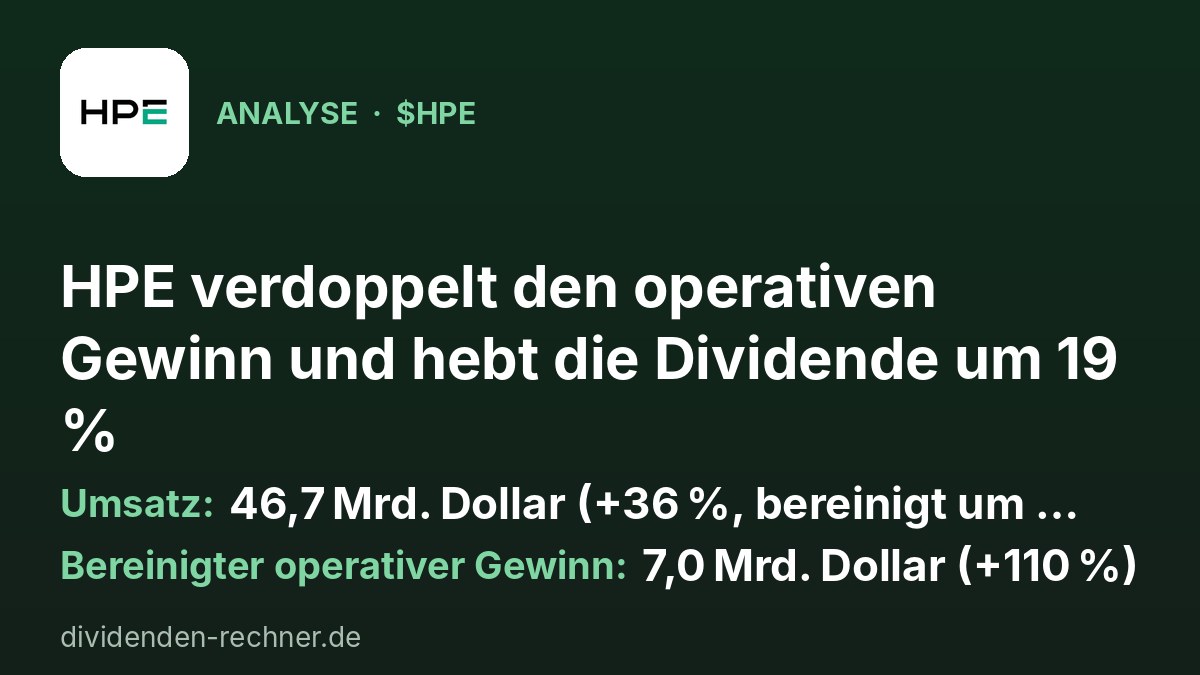 HPE
ANALYSE · $HPE
HPE verdoppelt den operativen
Gewinn und hebt die Dividende um 19
%
Umsatz: 46,7 Mrd. Dollar (+36 %, bereinigt um …
Bereinigter operativer Gewinn: 7,0 Mrd. Dollar (+110 %)
dividenden-rechner.de